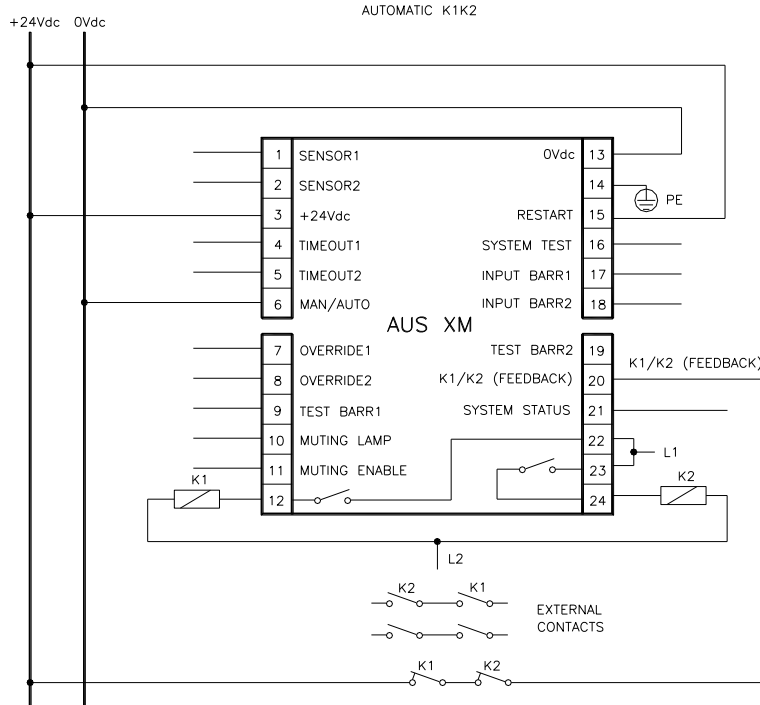 AUTOMATIC K1K2
+24Vdc 0Vdc
1 SENSOR1 0Vdc 13
2 SENSOR2 14
PE
3 +24Vdc RESTART 15
4 TIMEOUT1 SYSTEM TEST 16
5 TIMEOUT2 INPUT BARR1 17
6 MAN/AUTO INPUT BARR2 18
AUS XM
7 OVERRIDE1 TEST BARR2 19
K1/K2 (FEEDBACK)
8 OVERRIDE2 K1/K2 (FEEDBACK) 20
9 TEST BARR1 SYSTEM STATUS 21
10 MUTING LAMP 22
L1
11 MUTING ENABLE 23
K1 K2
12 24
L2
K2 K1
EXTERNAL
CONTACTS
K1 K2